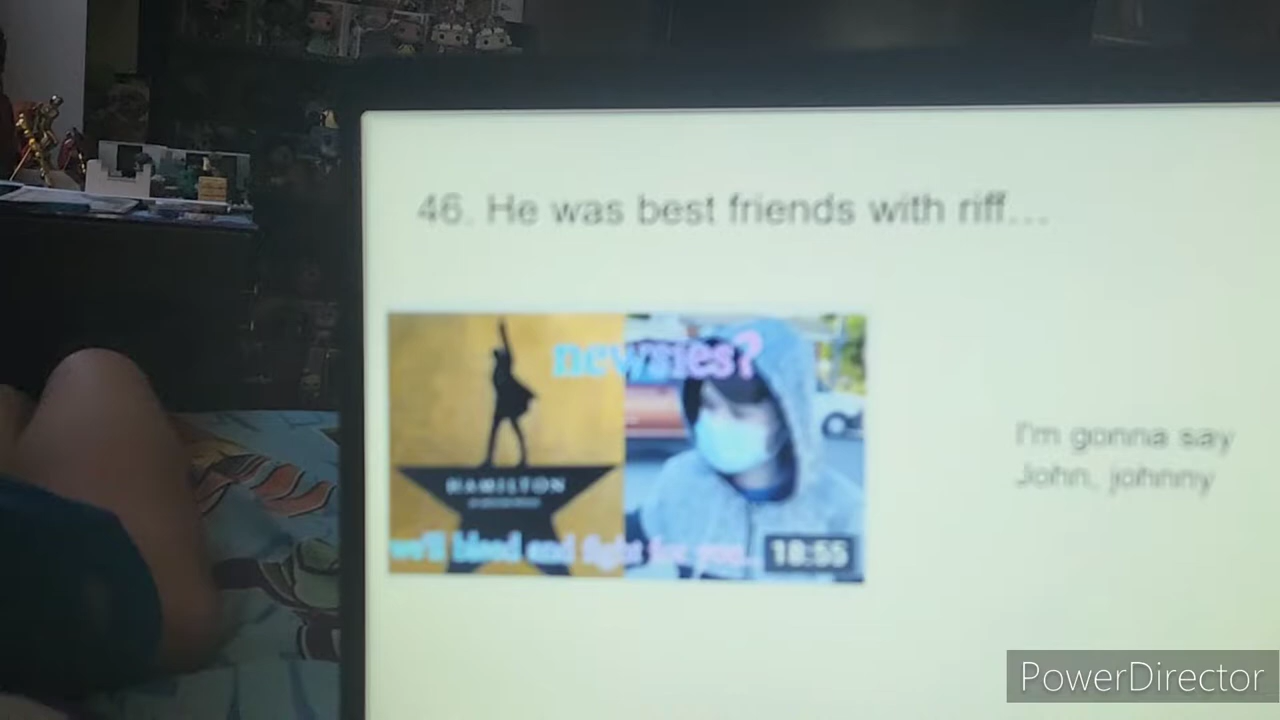 46. He was best friends with riff...
newsies?
HAMILTON
we'll bleed and fight for you...
18:55
I'm gonna say
John, johnny
PowerDirector